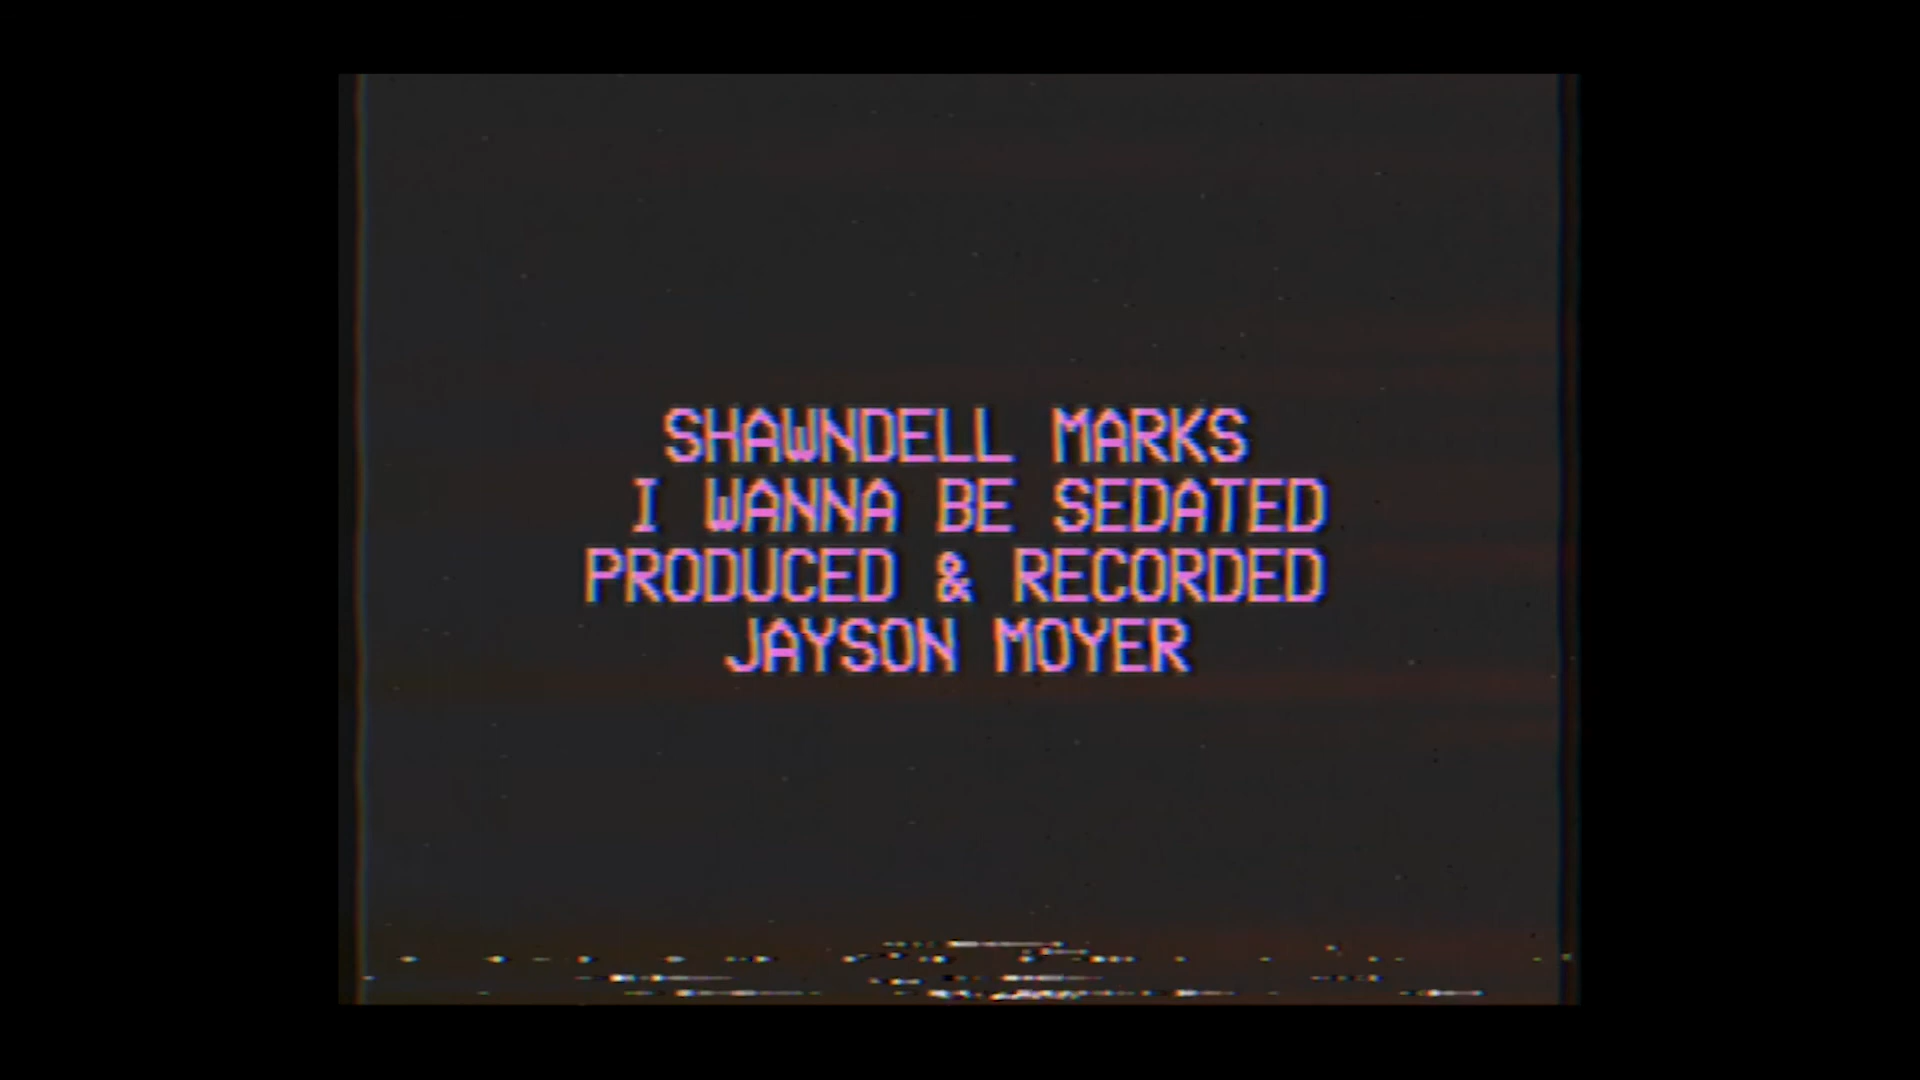 SHAWNDELL MARKS
I WANNA BE SEDATED
PRODUCED & RECORDED
JAYSON MOYER